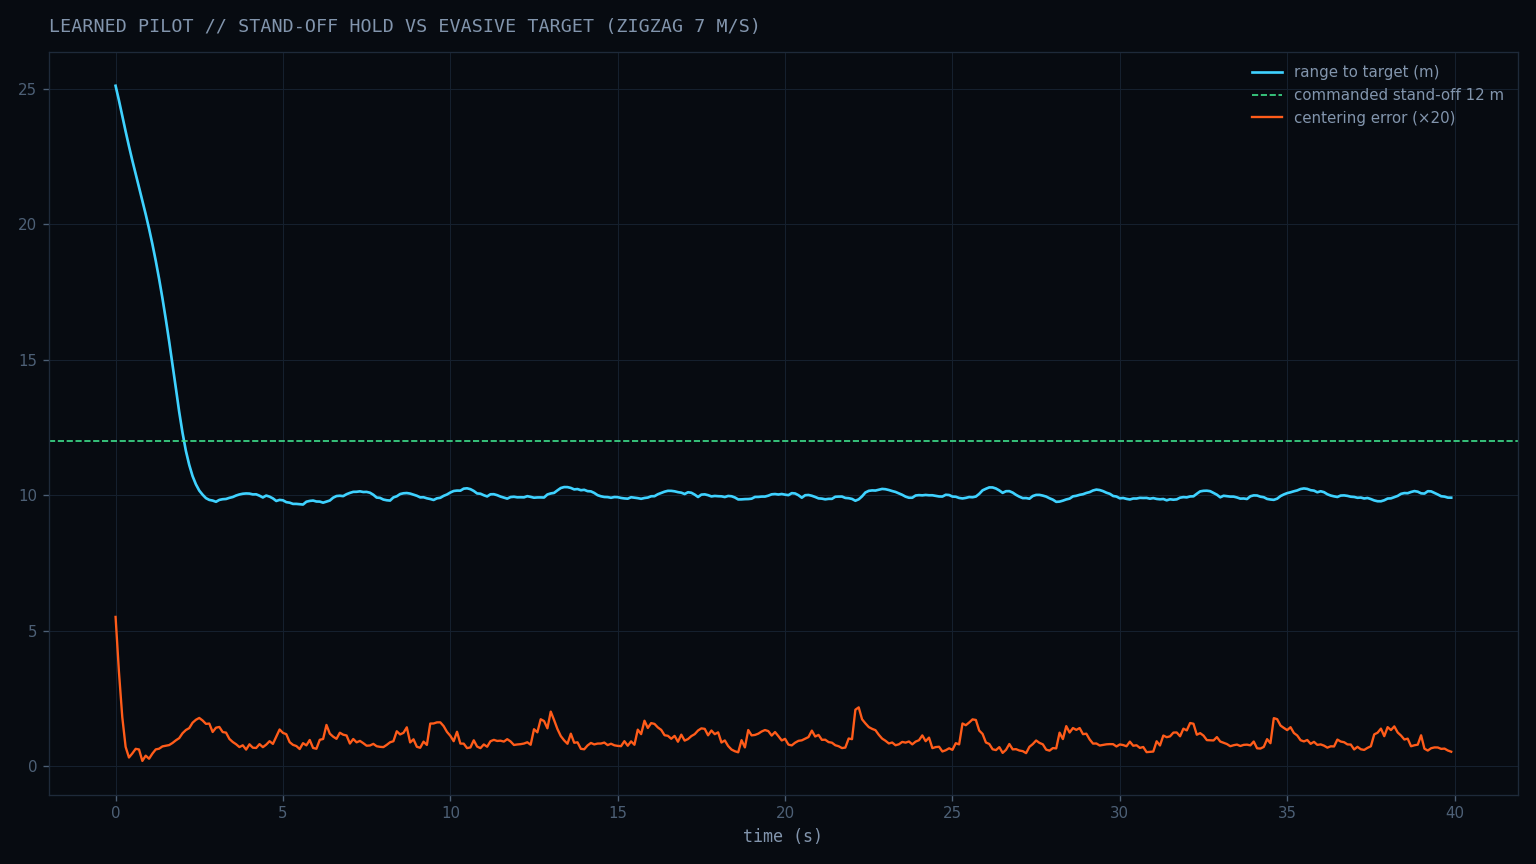 LEARNED PILOT // STAND-OFF HOLD VS EVASIVE TARGET (ZIGZAG 7 M/S)
range to target (m)
commanded stand-off 12 m
centering error (×20)
25
20
15
10
5
0
0 5 10 15 20 25 30 35 40
time (s)